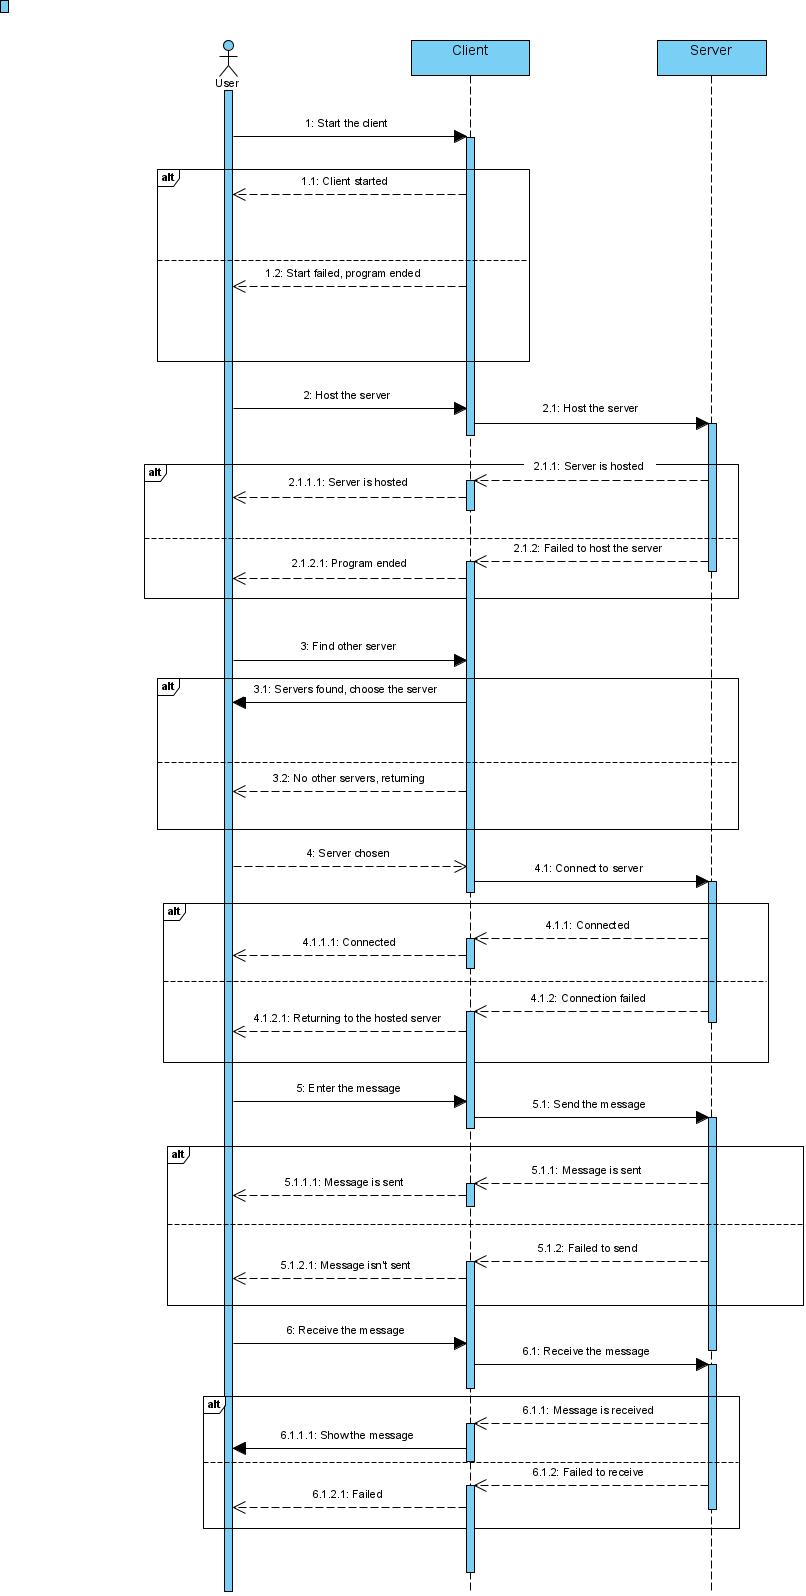 Client
Server
User
1: Start the client
alt
1.1: Client started
1.2: Start failed, program ended
2: Host the server
2.1: Host the server
alt
2.1.1: Server is hosted
2.1.1.1: Server is hosted
2.1.2: Failed to host the server
2.1.2.1: Program ended
3: Find other server
alt
3.1: Servers found, choose the server
3.2: No other servers, returning
4: Server chosen
4.1: Connect to server
alt
4.1.1: Connected
4.1.1.1: Connected
4.1.2: Connection failed
4.1.2.1: Returning to the hosted server
5: Enter the message
5.1: Send the message
alt
5.1.1: Message is sent
5.1.1.1: Message is sent
5.1.2: Failed to send
5.1.2.1: Message isn't sent
6: Receive the message
6.1: Receive the message
alt
6.1.1: Message is received
6.1.1.1: Show the message
6.1.2: Failed to receive
6.1.2.1: Failed